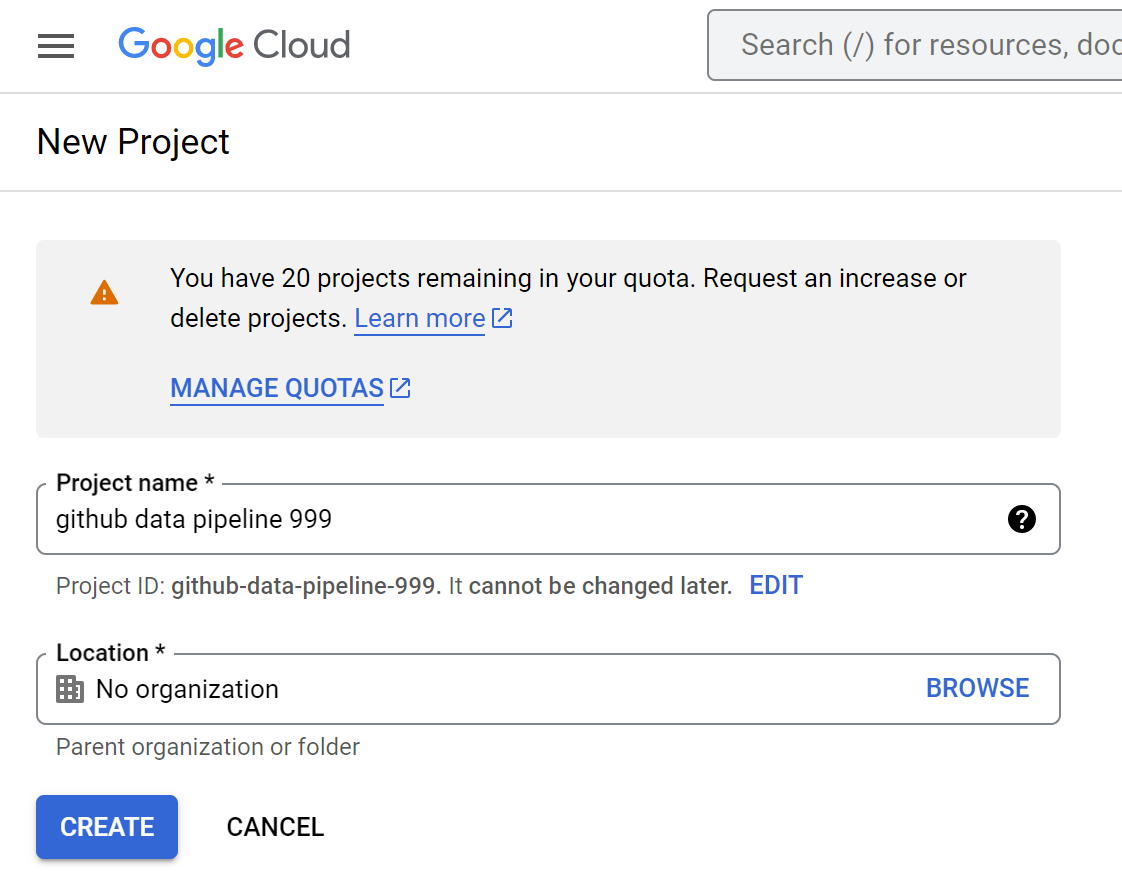 Google Cloud
Search (/) for resources, doc
New Project
You have 20 projects remaining in your quota. Request an increase or
delete projects. Learn more
MANAGE QUOTAS
Project name *
github data pipeline 999
Project ID: github-data-pipeline-999. It cannot be changed later. EDIT
Location *
No organization BROWSE
Parent organization or folder
CREATE CANCEL